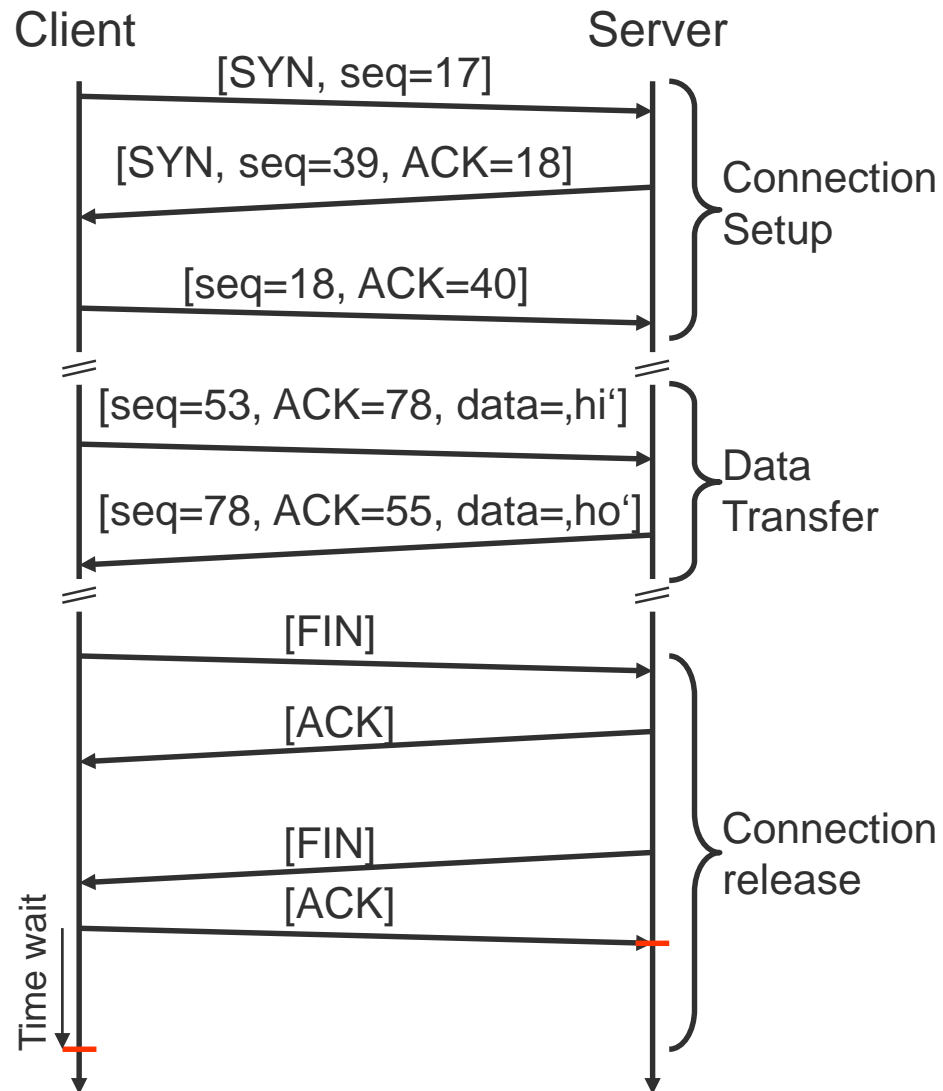 Client
Server
[SYN, seq=17]
[SYN, seq=39, ACK=18]
Connection
Setup
[seq=18, ACK=40]
[seq=53, ACK=78, data=‚hi‘]
Data
Transfer
[seq=78, ACK=55, data=‚ho‘]
[FIN]
[ACK]
[FIN]
Connection
release
[ACK]
Time wait